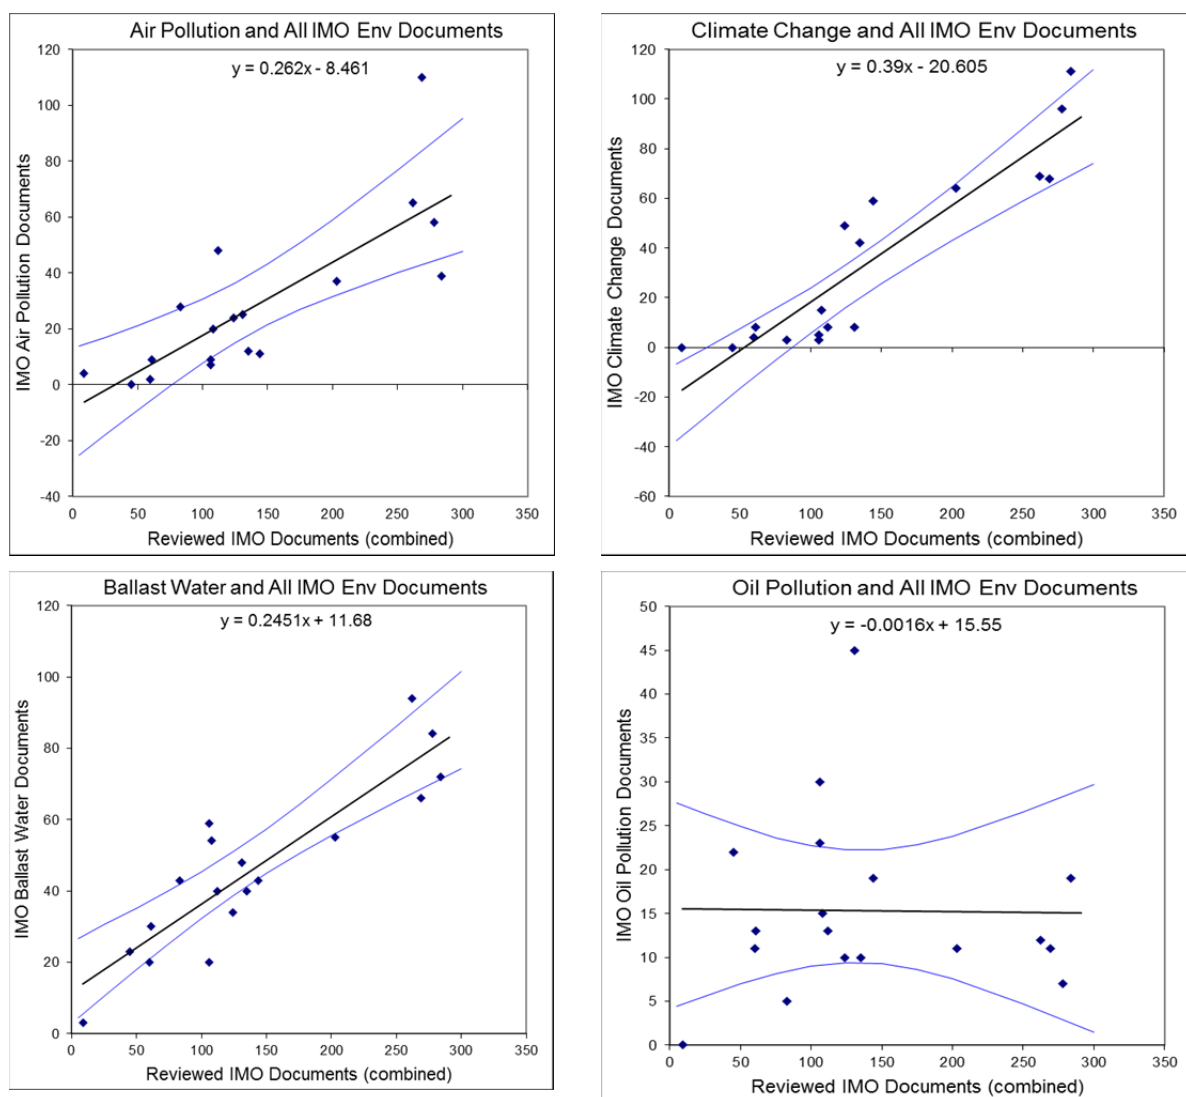 Air Pollution and All IMO Env Documents
y = 0.262x - 8.461
120
100
80
60
40
20
0
-20
-40
IMO Air Pollution Documents
0 50 100 150 200 250 300 350
Reviewed IMO Documents (combined)
Climate Change and All IMO Env Documents
y = 0.39x - 20.605
120
100
80
60
40
20
0
-20
-40
-60
IMO Climate Change Documents
0 50 100 150 200 250 300 350
Reviewed IMO Documents (combined)
Ballast Water and All IMO Env Documents
y = 0.2451x + 11.68
120
100
80
60
40
20
0
IMO Ballast Water Documents
0 50 100 150 200 250 300 350
Reviewed IMO Documents (combined)
Oil Pollution and All IMO Env Documents
y = -0.0016x + 15.55
50
45
40
35
30
25
20
15
10
5
0
IMO Oil Pollution Documents
0 50 100 150 200 250 300 350
Reviewed IMO Documents (combined)